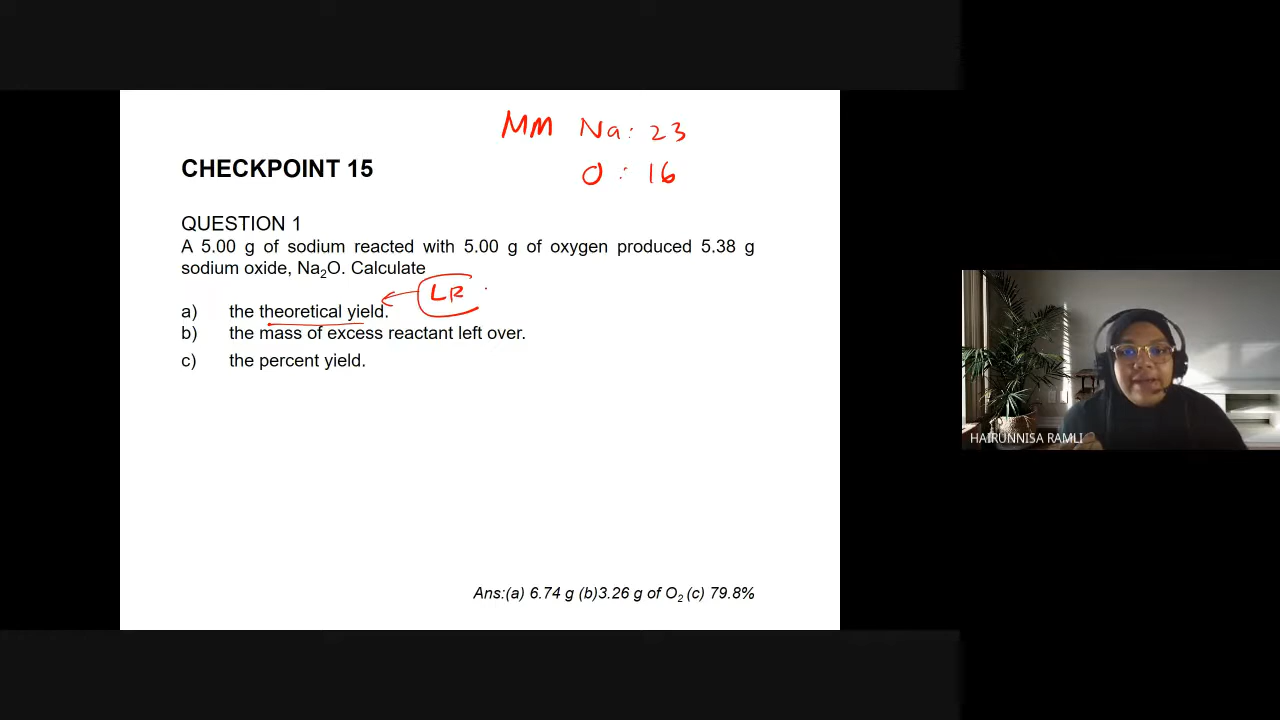 MM Na: 23
O : 16
CHECKPOINT 15
QUESTION 1
A 5.00 g of sodium reacted with 5.00 g of oxygen produced 5.38 g
sodium oxide, Na₂O. Calculate
LR
a) the theoretical yield.
b) the mass of excess reactant left over.
c) the percent yield.
HAIRUNNISA RAMLI
Ans:(a) 6.74 g (b)3.26 g of O₂ (c) 79.8%